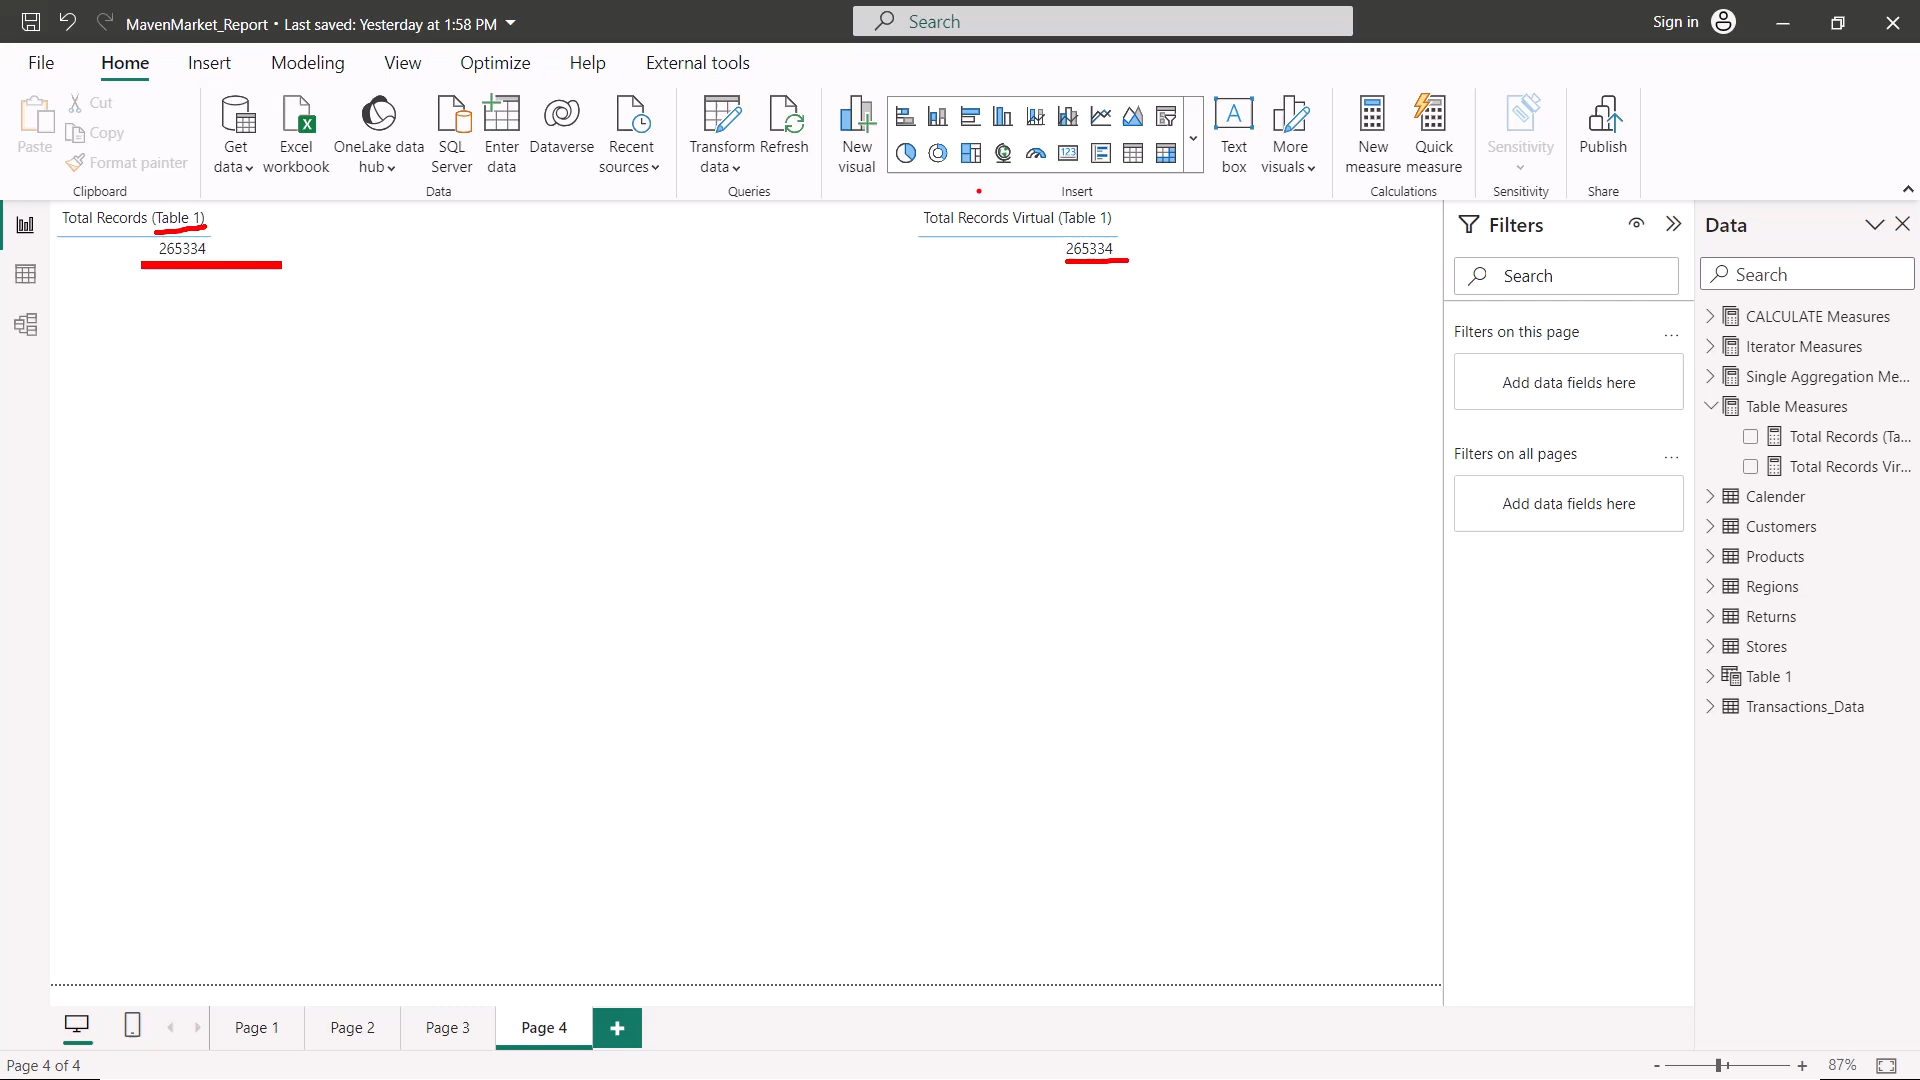 MavenMarket_Report • Last saved: Yesterday at 1:58 PM
Search
Sign in
File Home Insert Modeling View Optimize Help External tools
Paste
Cut
Copy
Format painter
Clipboard
Get data
Excel workbook
OneLake data hub
SQL Server
Enter data
Dataverse
Recent sources
Data
Transform data
Refresh
Queries
New visual
123
Insert
A
Text box
More visuals
New measure
Quick measure
Calculations
Sensitivity
Sensitivity
Publish
Share
Total Records (Table 1)
265334
Total Records Virtual (Table 1)
265334
Filters
Search
Filters on this page
...
Add data fields here
Filters on all pages
...
Add data fields here
Data
Search
CALCULATE Measures
Iterator Measures
Single Aggregation Me...
Table Measures
Total Records (Ta...
Total Records Vir...
Calender
Customers
Products
Regions
Returns
Stores
Table 1
Transactions_Data
Page 1 Page 2 Page 3 Page 4 +
Page 4 of 4
- + 87%